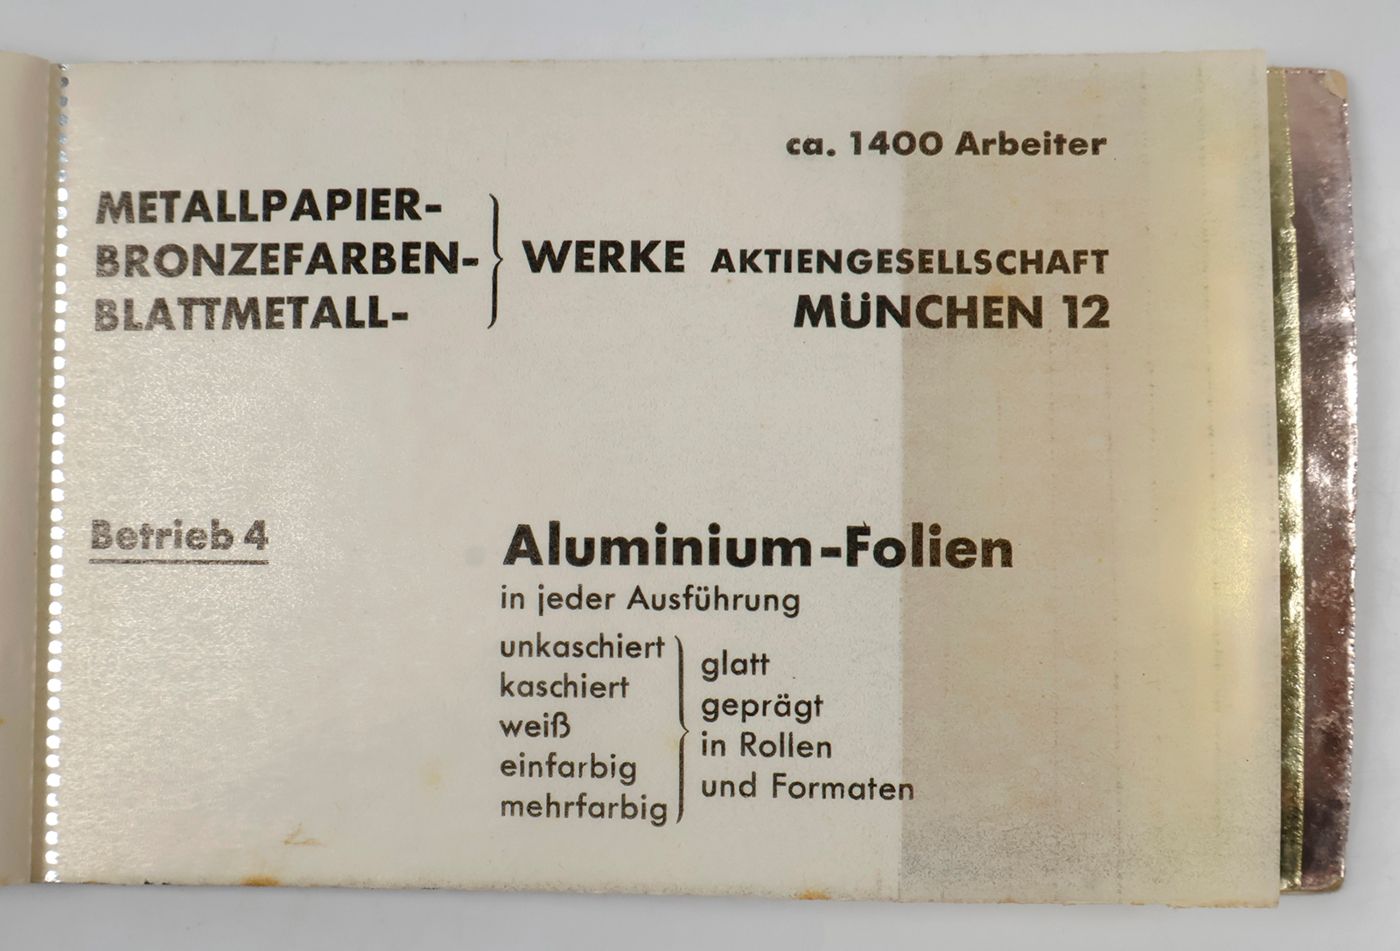 ca. 1400 Arbeiter
METALLPAPIER-
BRONZEFARBEN-
BLATTMETALL-
WERKE AKTIENGESELLSCHAFT
MÜNCHEN 12
Betrieb 4
Aluminium-Folien
in jeder Ausführung
unkaschiert
kaschiert
weiß
einfarbig
mehrfarbig
glatt
geprägt
in Rollen
und Formaten